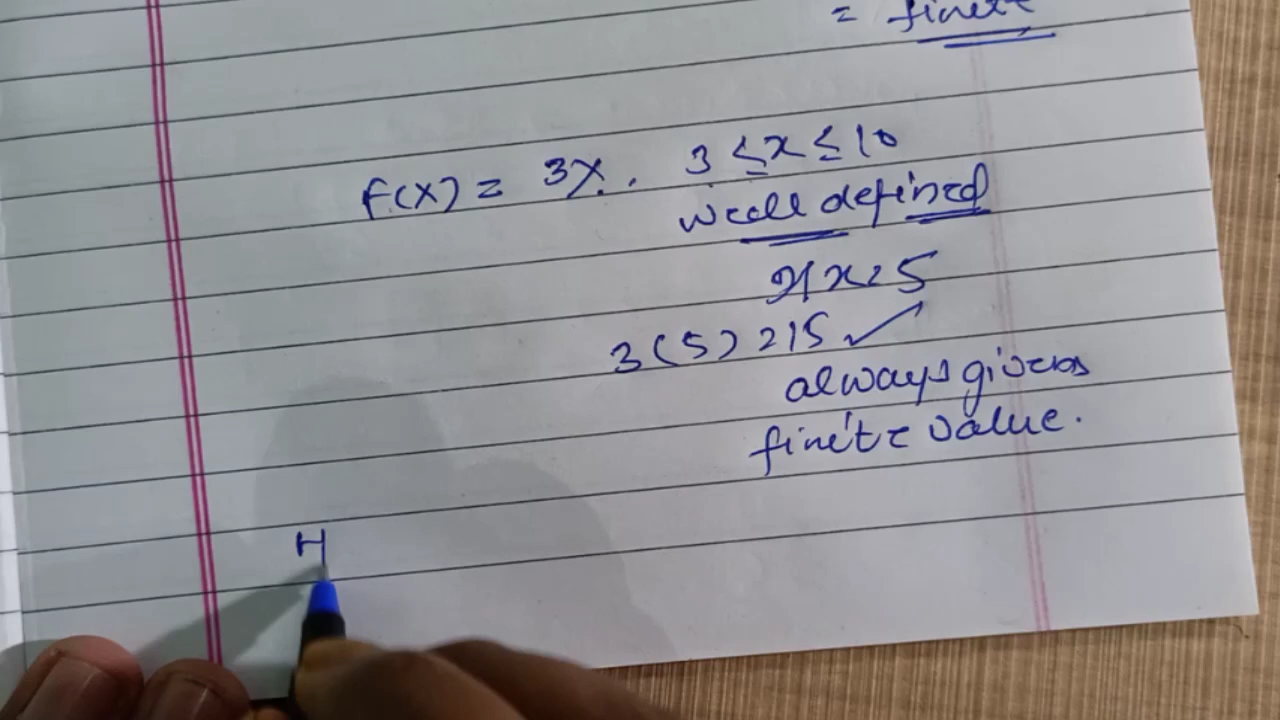 = finite
f(x) = 3x. 3 ≤ x ≤ 10
well defined
if x = 5
3(5) = 15 ✓
always gives
finite value.
H